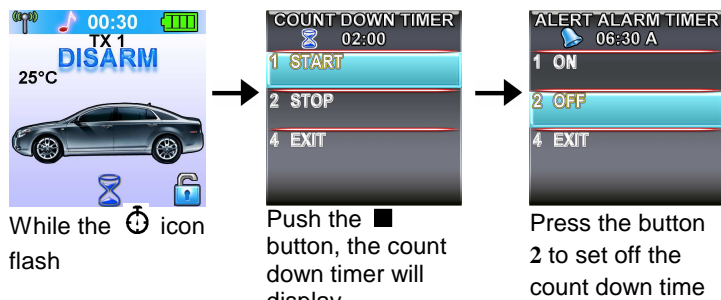 00:30
TX 1
DISARM
25°C
While the icon
flash
COUNT DOWN TIMER
02:00
1 START
2 STOP
4 EXIT
Push the
button, the count
down timer will
display
ALERT ALARM TIMER
06:30 A
1 ON
2 OFF
4 EXIT
Press the button
2 to set off the
count down time